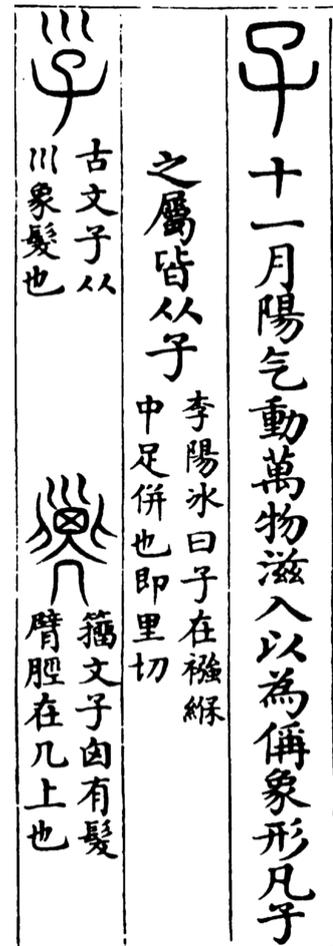 子 十一月陽气動萬物滋入以為偁象形凡子
之屬皆从子 李陽冰曰子在襁緥
中足併也即里切
𡿹 古文子从
巛象髮也
𢀇 籒文子囟有髮
臂脛在几上也